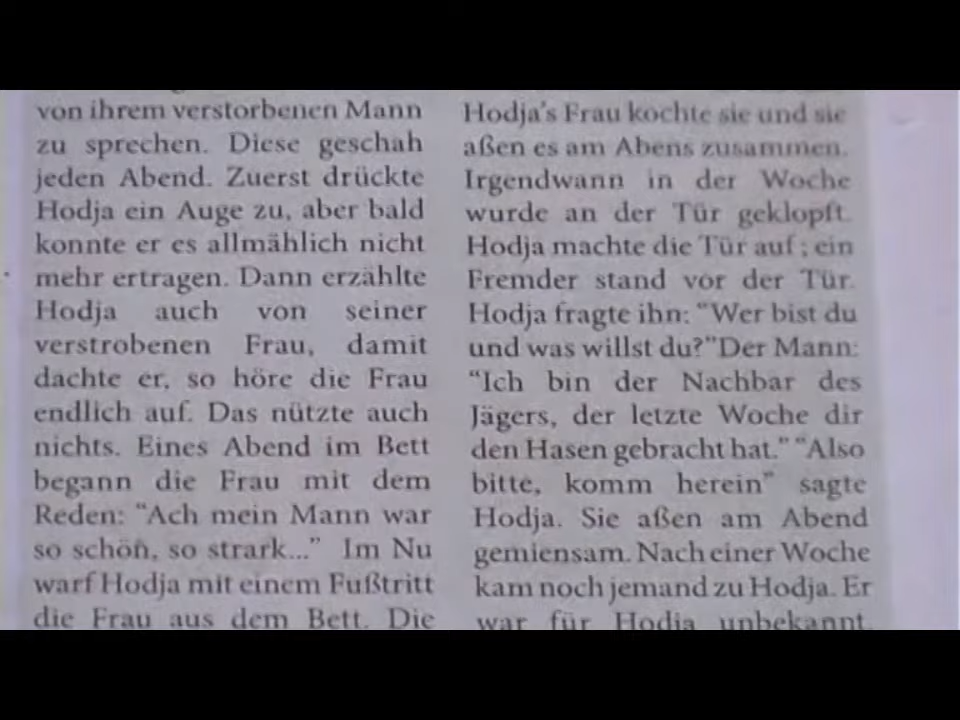 von ihrem verstorbenen Mann
zu sprechen. Diese geschah
jeden Abend. Zuerst drückte
Hodja ein Auge zu, aber bald
konnte er es allmählich nicht
mehr ertragen. Dann erzählte
Hodja auch von seiner
verstrobenen Frau, damit
dachte er, so höre die Frau
endlich auf. Das nützte auch
nichts. Eines Abend im Bett
begann die Frau mit dem
Reden: “Ach mein Mann war
so schön, so strark...” Im Nu
warf Hodja mit einem Fußtritt
die Frau aus dem Bett. Die
Hodja’s Frau kochte sie und sie
aßen es am Abens zusammen.
Irgendwann in der Woche
wurde an der Tür geklopft.
Hodja machte die Tür auf ; ein
Fremder stand vor der Tür.
Hodja fragte ihn: “Wer bist du
und was willst du?”Der Mann:
“Ich bin der Nachbar des
Jägers, der letzte Woche dir
den Hasen gebracht hat.” “Also
bitte, komm herein” sagte
Hodja. Sie aßen am Abend
gemiensam. Nach einer Woche
kam noch jemand zu Hodja. Er
war für Hodja unbekannt.